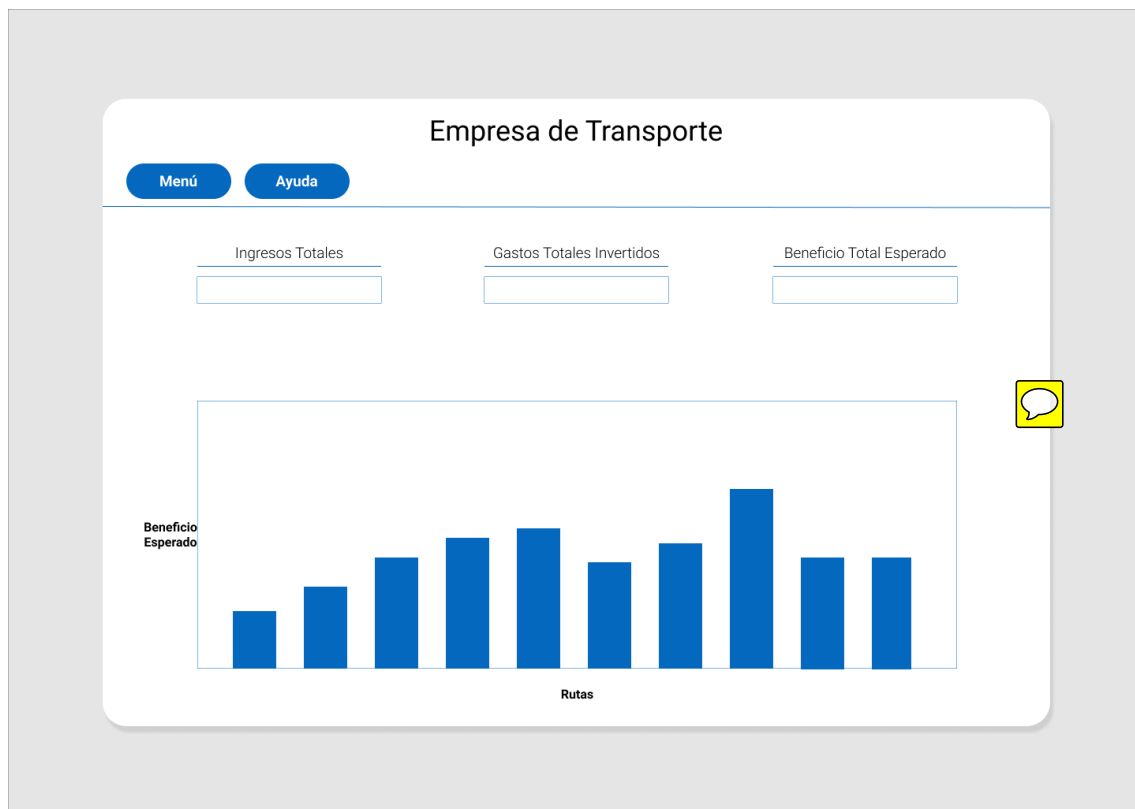 Empresa de Transporte
Menú
Ayuda
Ingresos Totales
Gastos Totales Invertidos
Beneficio Total Esperado
Beneficio
Esperado
Rutas